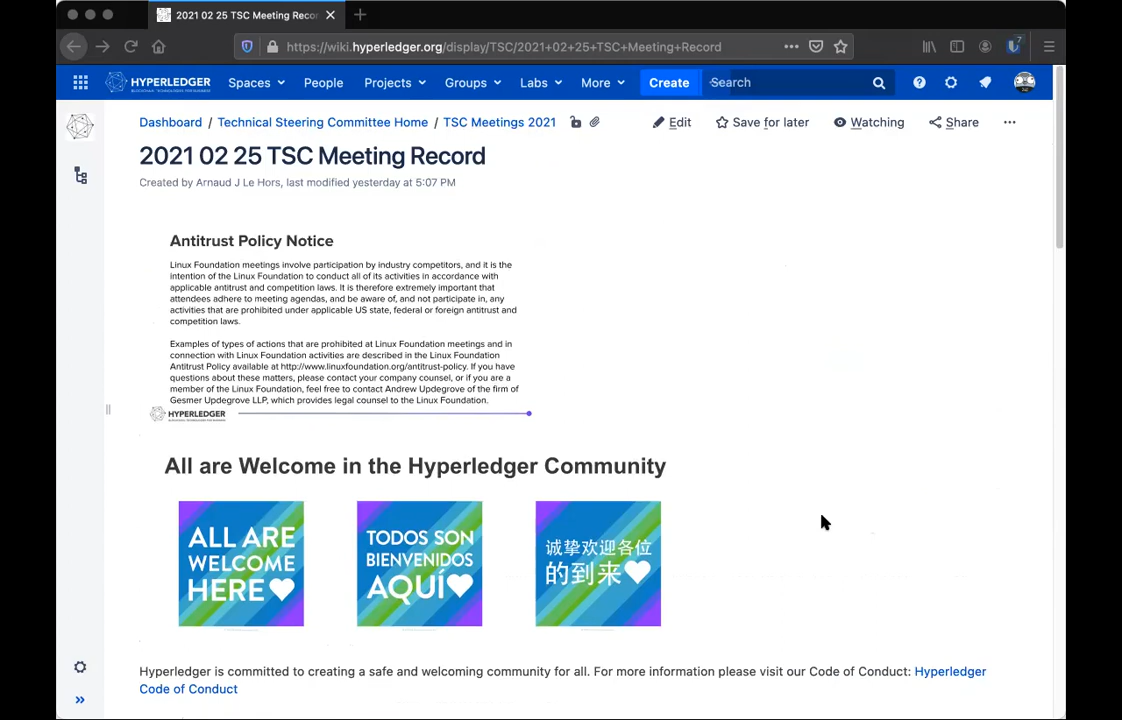 2021 02 25 TSC Meeting Recor
https://wiki.hyperledger.org/display/TSC/2021+02+25+TSC+Meeting+Record
7
HYPERLEDGER
Spaces People Projects Groups Labs More Create Search
Dashboard / Technical Steering Committee Home / TSC Meetings 2021
Edit Save for later Watching Share
2021 02 25 TSC Meeting Record
Created by Arnaud J Le Hors, last modified yesterday at 5:07 PM
Antitrust Policy Notice
Linux Foundation meetings involve participation by industry competitors, and it is the
intention of the Linux Foundation to conduct all of its activities in accordance with
applicable antitrust and competition laws. It is therefore extremely important that
attendees adhere to meeting agendas, and be aware of, and not participate in, any
activities that are prohibited under applicable US state, federal or foreign antitrust and
competition laws.
Examples of types of actions that are prohibited at Linux Foundation meetings and in
connection with Linux Foundation activities are described in the Linux Foundation
Antitrust Policy available at http://www.linuxfoundation.org/antitrust-policy. If you have
questions about these matters, please contact your company counsel, or if you are a
member of the Linux Foundation, feel free to contact Andrew Updegrove of the firm of
Gesmer Updegrove LLP, which provides legal counsel to the Linux Foundation.
HYPERLEDGER
All are Welcome in the Hyperledger Community
ALL ARE
WELCOME
HERE
TODOS SON
BIENVENIDOS
AQUÍ
诚挚欢迎各位
的到来
Hyperledger is committed to creating a safe and welcoming community for all. For more information please visit our Code of Conduct: Hyperledger
Code of Conduct